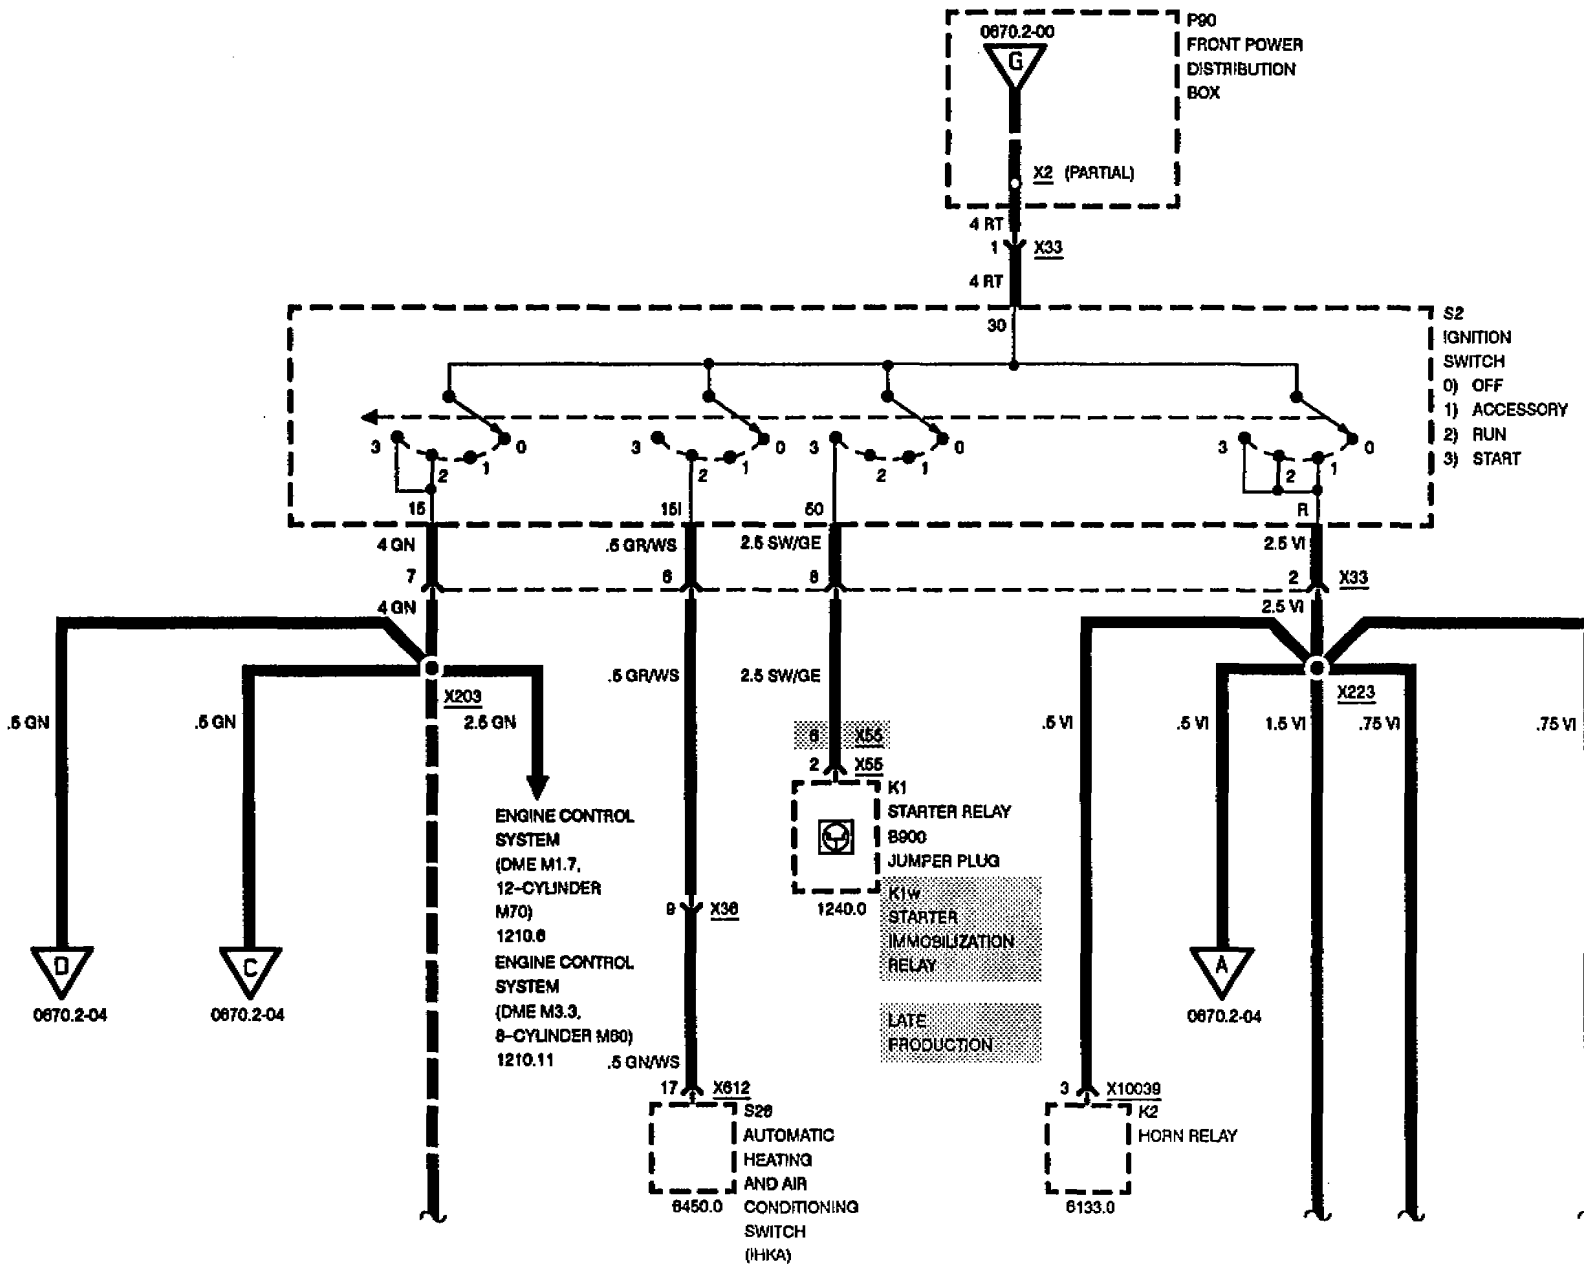 0670.2-00
G
P90
FRONT POWER
DISTRIBUTION
BOX
X2 (PARTIAL)
4 RT
1 X33
4 RT
30
S2
IGNITION
SWITCH
0) OFF
1) ACCESSORY
2) RUN
3) START
3 2 1 0
3 2 1 0
3 2 1 0
3 2 1 0
15 15I 50 R
4 GN .5 GR/WS 2.5 SW/GE 2.5 VI
7 6 8 2 X33
4 GN 2.5 VI
.5 GR/WS 2.5 SW/GE
X203 X223
.5 GN .5 GN 2.5 GN .5 VI .5 VI 1.5 VI .75 VI .75 VI
6 X55
2 X55
K1
STARTER RELAY
B900
JUMPER PLUG
1240.0
K1w
STARTER
IMMOBILIZATION
RELAY
LATE
PRODUCTION
ENGINE CONTROL
SYSTEM
(DME M1.7,
12-CYLINDER
M70)
1210.6
ENGINE CONTROL
SYSTEM
(DME M3.3,
8-CYLINDER M60)
1210.11
9 X36
D
0670.2-04
C
0670.2-04
A
0670.2-04
.5 GN/WS
17 X612
S26
AUTOMATIC
HEATING
AND AIR
CONDITIONING
SWITCH
(IHKA)
6450.0
3 X10039
K2
HORN RELAY
6133.0